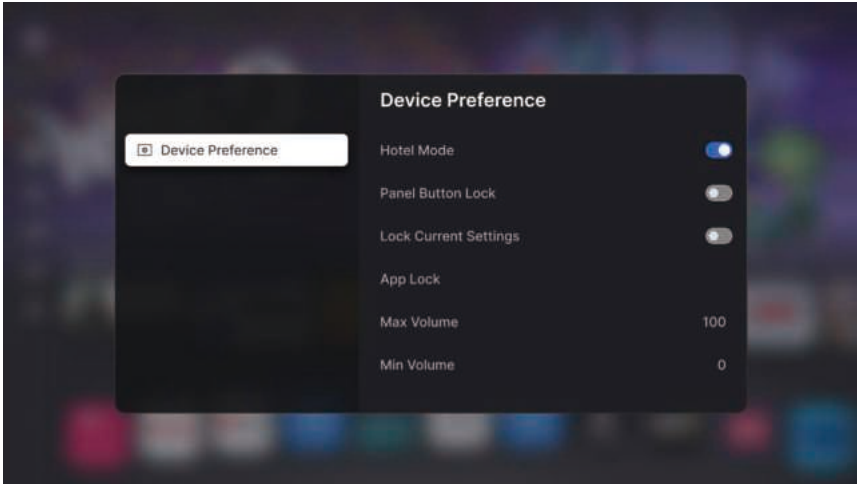 Device Preference
Device Preference
Hotel Mode
Panel Button Lock
Lock Current Settings
App Lock
Max Volume 100
Min Volume 0